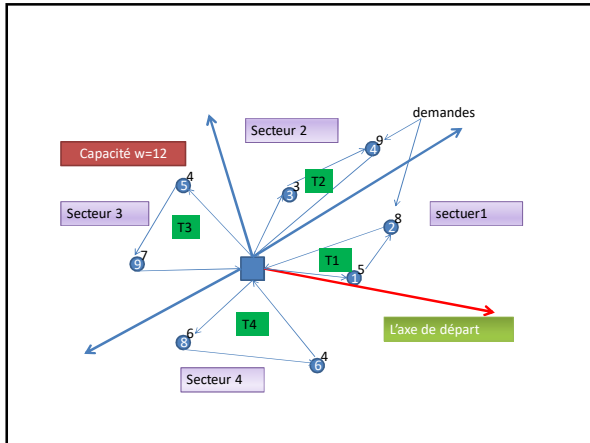 demandes
Secteur 2
Capacité w=12
9
4
4
5
3
3
T2
Secteur 3
T3
8
2
sectuer1
7
9
T1
5
1
L'axe de départ
6
8
T4
4
6
Secteur 4